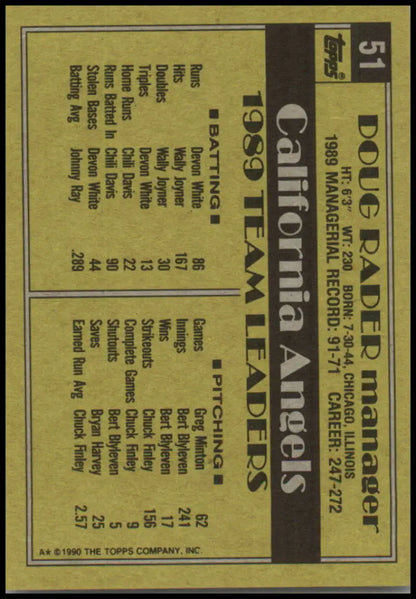 51
Topps®
DOUG RADER manager
HT: 6'3" WT: 230 BORN: 7-30-44, CHICAGO, ILLINOIS
1989 MANAGERIAL RECORD: 91-71 CAREER: 247-272
California Angels
1989 TEAM LEADERS
■ BATTING ■
Runs Devon White 86
Hits Wally Joyner 167
Doubles Wally Joyner 30
Triples Devon White 13
Home Runs Chili Davis 22
Runs Batted In Chili Davis 90
Stolen Bases Devon White 44
Batting Avg Johnny Ray .289
■ PITCHING ■
Games Greg Minton 62
Innings Bert Blyleven 241
Wins Bert Blyleven 17
Strikeouts Chuck Finley 156
Complete Games Chuck Finley 9
Shutouts Bert Blyleven 5
Saves Bryan Harvey 25
Earned Run Avg Chuck Finley 2.57
A* © 1990 THE TOPPS COMPANY, INC.